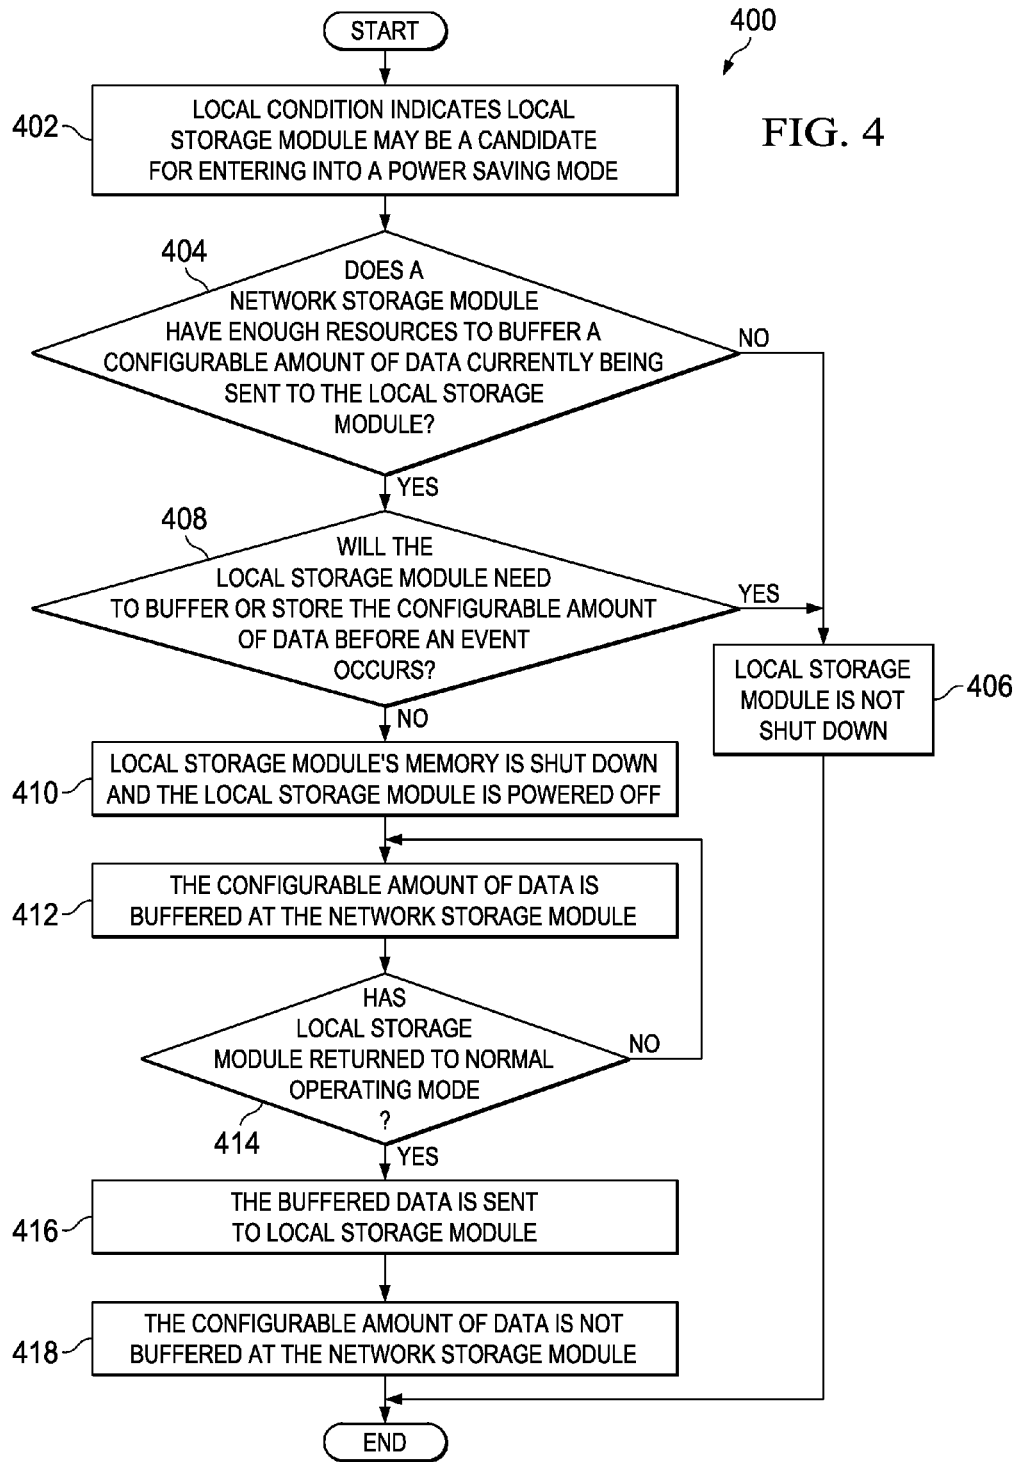 START
400
FIG. 4
402
LOCAL CONDITION INDICATES LOCAL
STORAGE MODULE MAY BE A CANDIDATE
FOR ENTERING INTO A POWER SAVING MODE
404
DOES A
NETWORK STORAGE MODULE
HAVE ENOUGH RESOURCES TO BUFFER A
CONFIGURABLE AMOUNT OF DATA CURRENTLY BEING
SENT TO THE LOCAL STORAGE
MODULE?
NO
YES
408
WILL THE
LOCAL STORAGE MODULE NEED
TO BUFFER OR STORE THE CONFIGURABLE AMOUNT
OF DATA BEFORE AN EVENT
OCCURS?
YES
NO
LOCAL STORAGE
MODULE IS NOT
SHUT DOWN
406
410
LOCAL STORAGE MODULE'S MEMORY IS SHUT DOWN
AND THE LOCAL STORAGE MODULE IS POWERED OFF
412
THE CONFIGURABLE AMOUNT OF DATA IS
BUFFERED AT THE NETWORK STORAGE MODULE
HAS
LOCAL STORAGE
MODULE RETURNED TO NORMAL
OPERATING MODE
?
NO
414
YES
416
THE BUFFERED DATA IS SENT
TO LOCAL STORAGE MODULE
418
THE CONFIGURABLE AMOUNT OF DATA IS NOT
BUFFERED AT THE NETWORK STORAGE MODULE
END